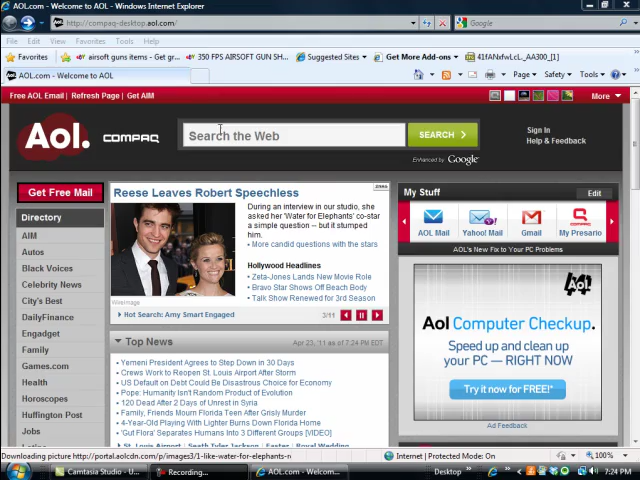 AOL.com - Welcome to AOL - Windows Internet Explorer
http://compaq-desktop.aol.com/
Google
File Edit View Favorites Tools Help
Favorites airsoft guns items - Get gr... 350 FPS AIRSOFT GUN SH... Suggested Sites Get More Add-ons 41fANxfwLcL._AA300_[1]
AOL.com - Welcome to AOL
Page Safety Tools
Free AOL Email | Refresh Page | Get AIM
More
Aol. COMPAQ
Search the Web
SEARCH
Enhanced by Google
Sign In
Help & Feedback
Get Free Mail
Directory
AIM
Autos
Black Voices
Celebrity News
City's Best
DailyFinance
Engadget
Family
Games.com
Health
Horoscopes
Huffington Post
Jobs
Latino
Reese Leaves Robert Speechless
During an interview in our studio, she
asked her 'Water for Elephants' co-star
a simple question -- but it stumped
him.
More candid questions with the stars
Hollywood Headlines
Zeta-Jones Lands New Movie Role
Bravo Star Shows Off Beach Body
Talk Show Renewed for 3rd Season
WireImage
Hot Search: Amy Smart Engaged
3/11
Top News
Apr 23, '11 as of 7:24 PM EDT
Yemeni President Agrees to Step Down in 30 Days
Crews Work to Reopen St. Louis Airport After Storm
US Default on Debt Could Be Disastrous Choice for Economy
Pope: Humanity Isn't Random Product of Evolution
120 Dead After 2 Days of Unrest in Syria
Family, Friends Mourn Florida Teen After Grisly Murder
4-Year-Old Playing With Lighter Burns Down Florida Home
'Gut Flora' Separates Humans Into 3 Different Groups [VIDEO]
My Stuff
Edit
AOL Mail
Yahoo! Mail
Gmail
My Presario
AOL's New Fix to Your PC Problems
Aol Computer Checkup.
Speed up and clean up
your PC — RIGHT NOW
Try it now for FREE!*
Ad Feedback
Downloading picture http://portal.aolcdn.com/p/images3/1-like-water-for-elephants-r
Internet | Protected Mode: On
100%
Camtasia Studio - U...
Recording...
AOL.com - Welcom...
Desktop
7:24 PM